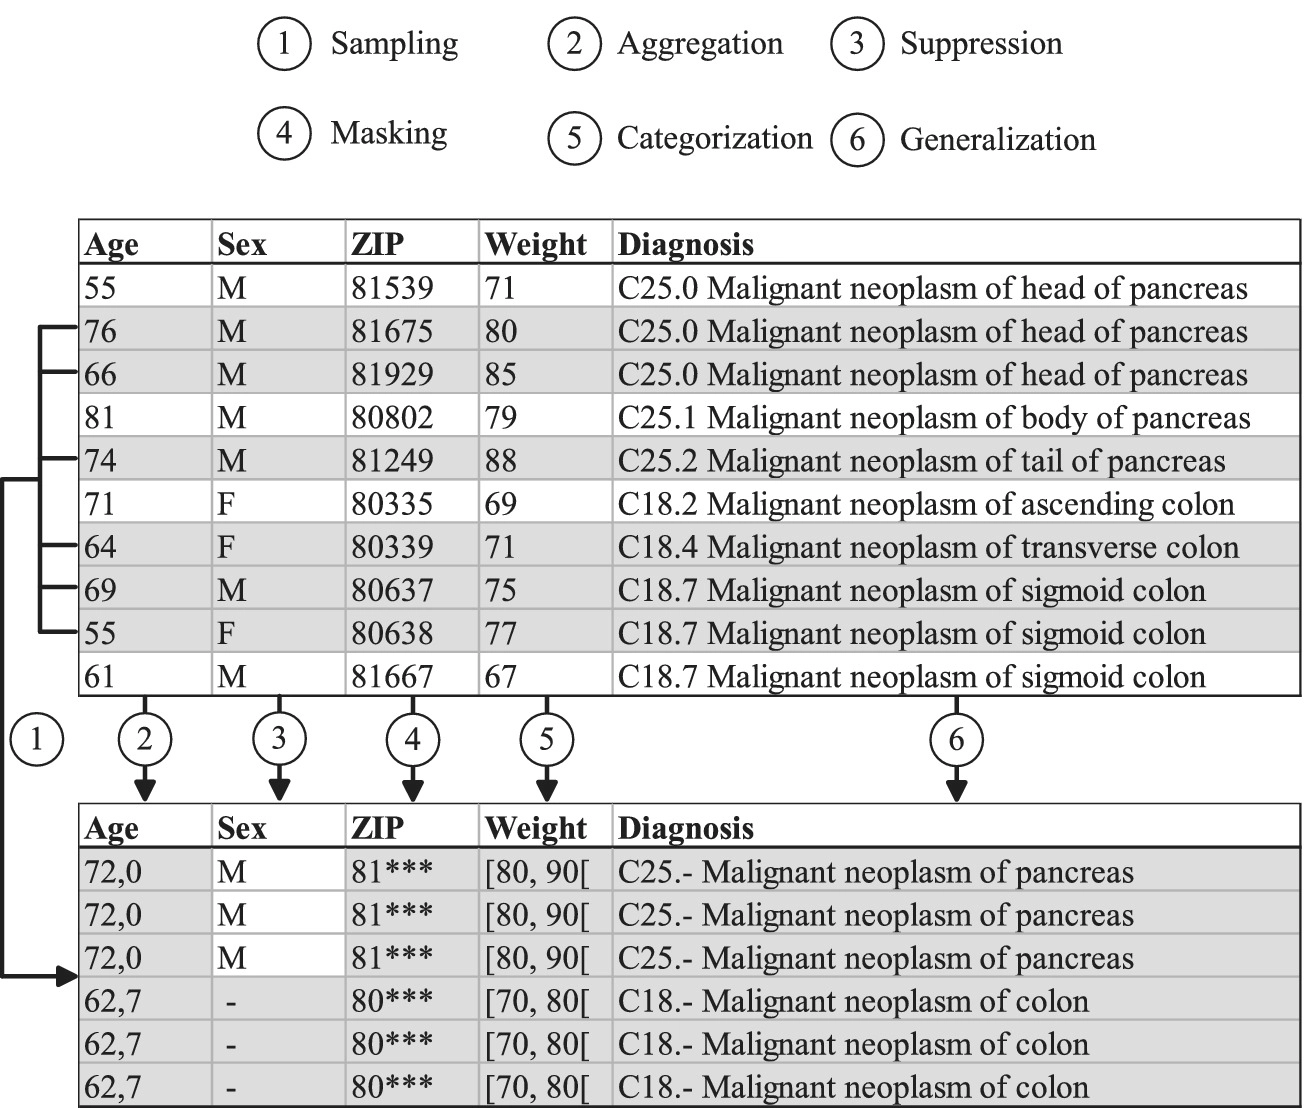 1 Sampling 2 Aggregation 3 Suppression
4 Masking 5 Categorization 6 Generalization
Age Sex ZIP Weight Diagnosis
55 M 81539 71 C25.0 Malignant neoplasm of head of pancreas
76 M 81675 80 C25.0 Malignant neoplasm of head of pancreas
66 M 81929 85 C25.0 Malignant neoplasm of head of pancreas
81 M 80802 79 C25.1 Malignant neoplasm of body of pancreas
74 M 81249 88 C25.2 Malignant neoplasm of tail of pancreas
71 F 80335 69 C18.2 Malignant neoplasm of ascending colon
64 F 80339 71 C18.4 Malignant neoplasm of transverse colon
69 M 80637 75 C18.7 Malignant neoplasm of sigmoid colon
55 F 80638 77 C18.7 Malignant neoplasm of sigmoid colon
61 M 81667 67 C18.7 Malignant neoplasm of sigmoid colon
1 2 3 4 5 6
Age Sex ZIP Weight Diagnosis
72,0 M 81*** [80, 90[ C25.- Malignant neoplasm of pancreas
72,0 M 81*** [80, 90[ C25.- Malignant neoplasm of pancreas
72,0 M 81*** [80, 90[ C25.- Malignant neoplasm of pancreas
62,7 - 80*** [70, 80[ C18.- Malignant neoplasm of colon
62,7 - 80*** [70, 80[ C18.- Malignant neoplasm of colon
62,7 - 80*** [70, 80[ C18.- Malignant neoplasm of colon